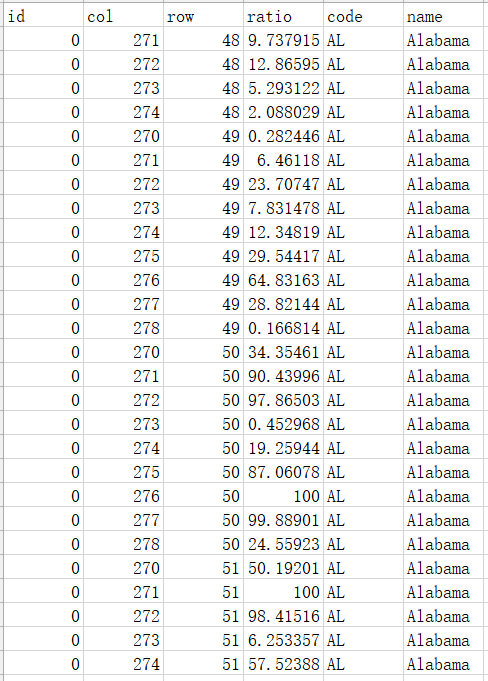 id col row ratio code name
0 271 48 9.737915 AL Alabama
0 272 48 12.86595 AL Alabama
0 273 48 5.293122 AL Alabama
0 274 48 2.088029 AL Alabama
0 270 49 0.282446 AL Alabama
0 271 49 6.46118 AL Alabama
0 272 49 23.70747 AL Alabama
0 273 49 7.831478 AL Alabama
0 274 49 12.34819 AL Alabama
0 275 49 29.54417 AL Alabama
0 276 49 64.83163 AL Alabama
0 277 49 28.82144 AL Alabama
0 278 49 0.166814 AL Alabama
0 270 50 34.35461 AL Alabama
0 271 50 90.43996 AL Alabama
0 272 50 97.86503 AL Alabama
0 273 50 0.452968 AL Alabama
0 274 50 19.25944 AL Alabama
0 275 50 87.06078 AL Alabama
0 276 50 100 AL Alabama
0 277 50 99.88901 AL Alabama
0 278 50 24.55923 AL Alabama
0 270 51 50.19201 AL Alabama
0 271 51 100 AL Alabama
0 272 51 98.41516 AL Alabama
0 273 51 6.253357 AL Alabama
0 274 51 57.52388 AL Alabama